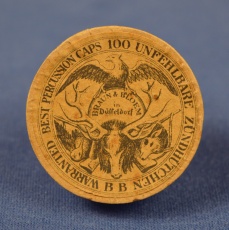 WARRANTED BEST PERCUSSION CAPS 100 UNFEHLBARE ZÜNDHÜTCHEN
BRAUN & BLOEM
in
Düsseldorf
B B